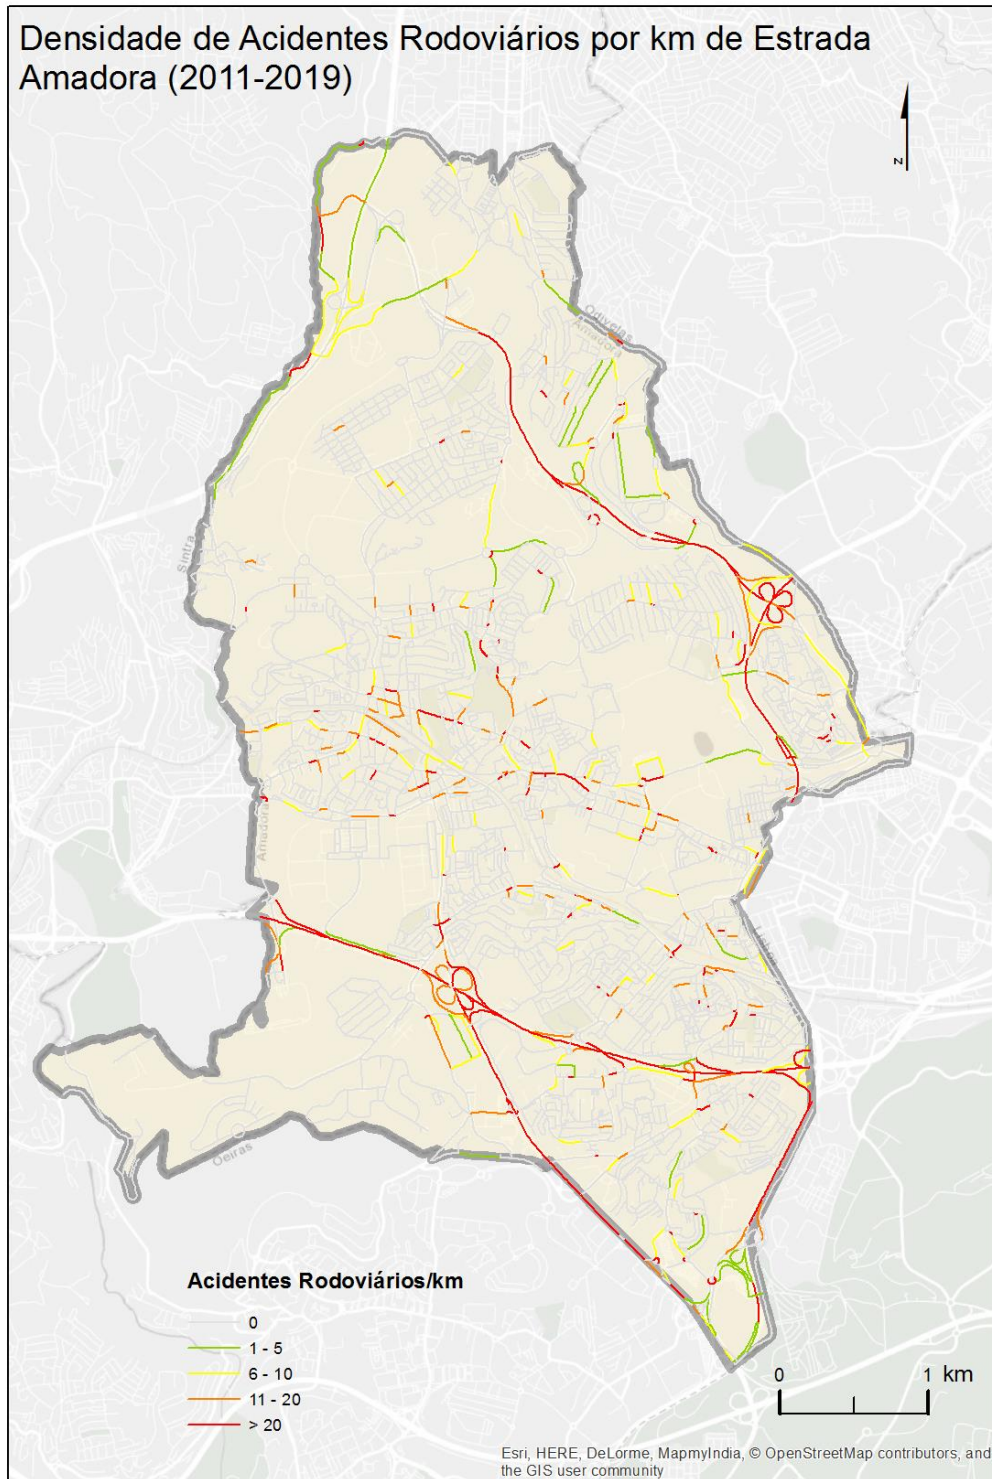 Densidade de Acidentes Rodoviários por km de Estrada
Amadora (2011-2019)
N
Odivelas
Amadora
Sintra
Amadora
Lisboa
Oeiras
Acidentes Rodoviários/km
0
1 - 5
6 - 10
11 - 20
> 20
0 1 km
Esri, HERE, DeLorme, MapmyIndia, © OpenStreetMap contributors, and
the GIS user community